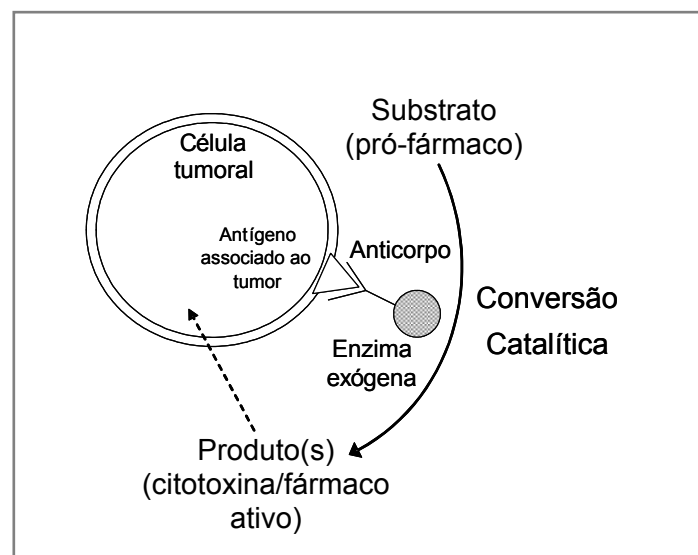 Substrato
(pró-fármaco)
Célula
tumoral
Antígeno
associado ao
tumor
Anticorpo
Conversão
Catalítica
Enzima
exógena
Produto(s)
(citotoxina/fármaco
ativo)